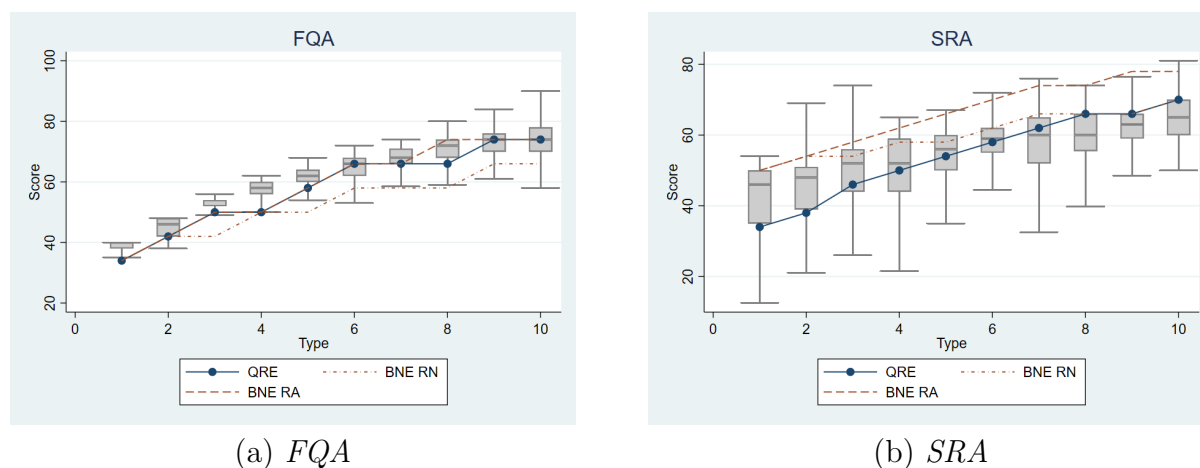 FQA
100
80
60
40
20
Score
0 2 4 6 8 10
Type
QRE BNE RN
BNE RA
(a) FQA
SRA
80
60
40
20
Score
0 2 4 6 8 10
Type
QRE BNE RN
BNE RA
(b) SRA